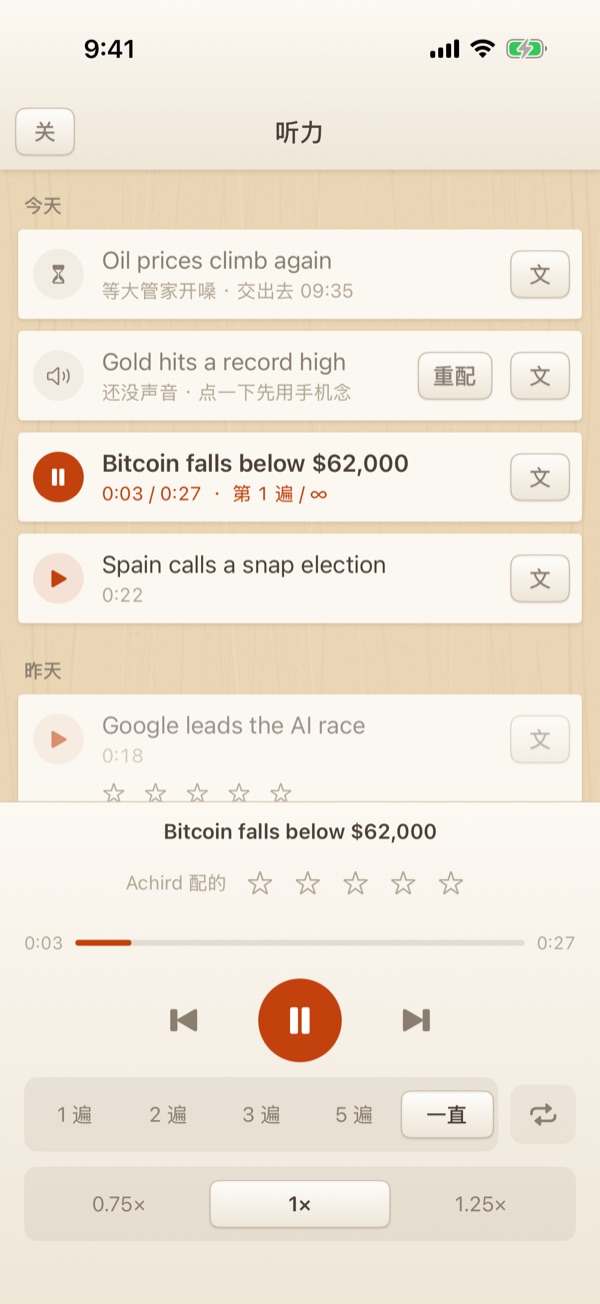 9:41
关
听力
今天
Oil prices climb again
等大管家开嗓 · 交出去 09:35
文
Gold hits a record high
还没声音 · 点一下先用手机念
重配
文
Bitcoin falls below $62,000
0:03 / 0:27 · 第 1 遍 / ∞
文
Spain calls a snap election
0:22
文
昨天
Google leads the AI race
0:18
文
Bitcoin falls below $62,000
Achird 配的
0:03
0:27
1 遍
2 遍
3 遍
5 遍
一直
0.75×
1×
1.25×